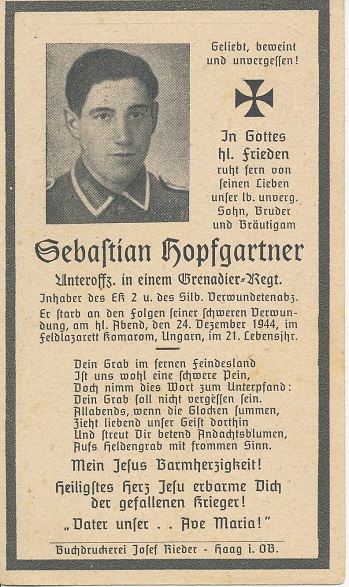 Geliebt, beweint
und unvergessen!
In Gottes
hl. Frieden
ruht fern von
seinen Lieben
unser lb. unverg.
Sohn, Bruder
und Bräutigam
Sebastian Hopfgartner
Unteroffz. in einem Grenadier-Regt.
Inhaber des EK 2 u. des Silb. Verwundetenabz.
Er starb an den Folgen seiner schweren Verwun-
dung, am hl. Abend, den 24. Dezember 1944, im
Feldlazarett Komarom, Ungarn, im 21. Lebensjhr.
Dein Grab im fernen Feindesland
Ist uns wohl eine schwere Pein,
Doch nimm dies Wort zum Unterpfand:
Dein Grab soll nicht vergessen sein.
Allabends, wenn die Glocken summen,
Zieht liebend unser Geist dorthin
Und streut Dir betend Andachtsblumen,
Aufs Heldengrab mit frommen Sinn.
Mein Jesus Barmherzigkeit!
Heiligstes Herz Jesu erbarme Dich
der gefallenen Krieger!
„Vater unser . . Ave Maria!"
Buchdruckerei Josef Rieder - Haag i. OB.